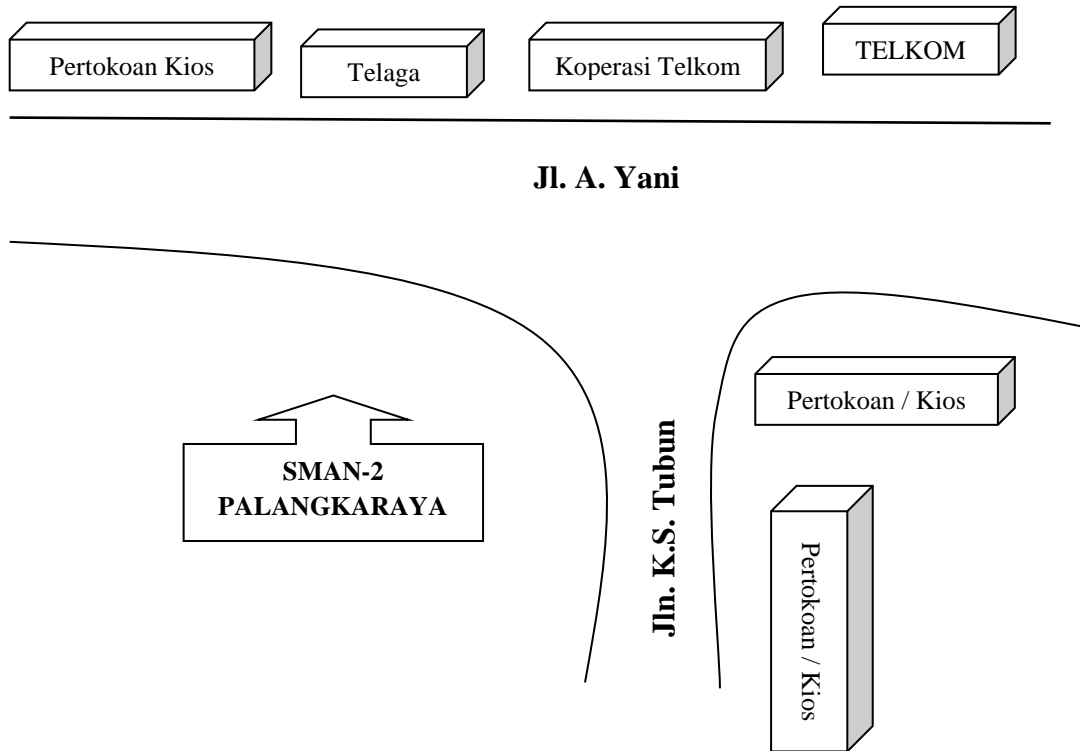 Pertokoan Kios
Telaga
Koperasi Telkom
TELKOM
Jl. A. Yani
Pertokoan / Kios
SMAN-2
PALANGKARAYA
Jln. K.S. Tubun
Pertokoan / Kios